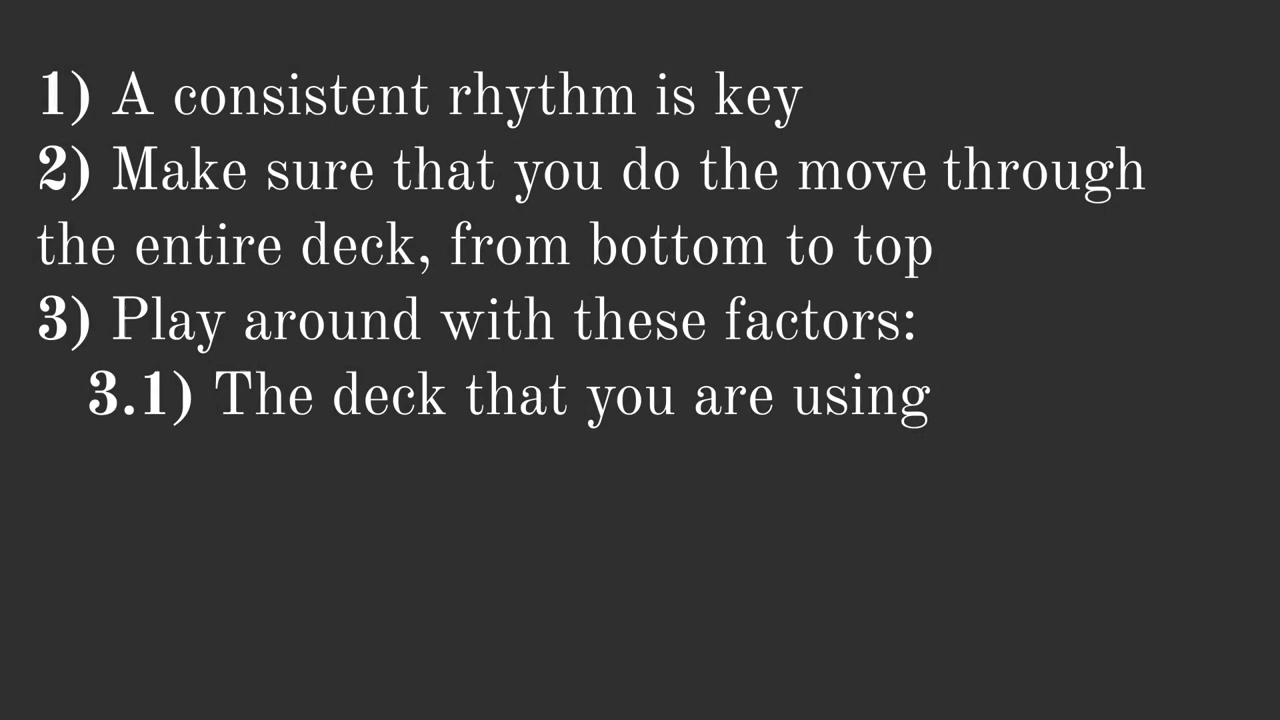 1) A consistent rhythm is key
2) Make sure that you do the move through
the entire deck, from bottom to top
3) Play around with these factors:
3.1) The deck that you are using